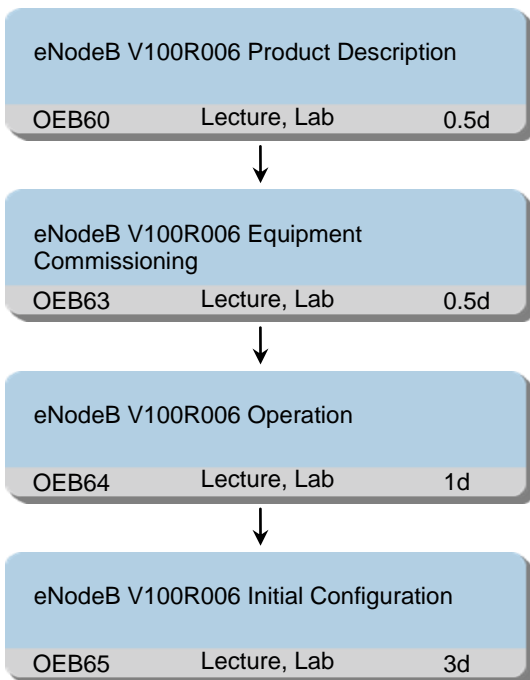 eNodeB V100R006 Product Description
OEB60 Lecture, Lab 0.5d
eNodeB V100R006 Equipment
Commissioning
OEB63 Lecture, Lab 0.5d
eNodeB V100R006 Operation
OEB64 Lecture, Lab 1d
eNodeB V100R006 Initial Configuration
OEB65 Lecture, Lab 3d